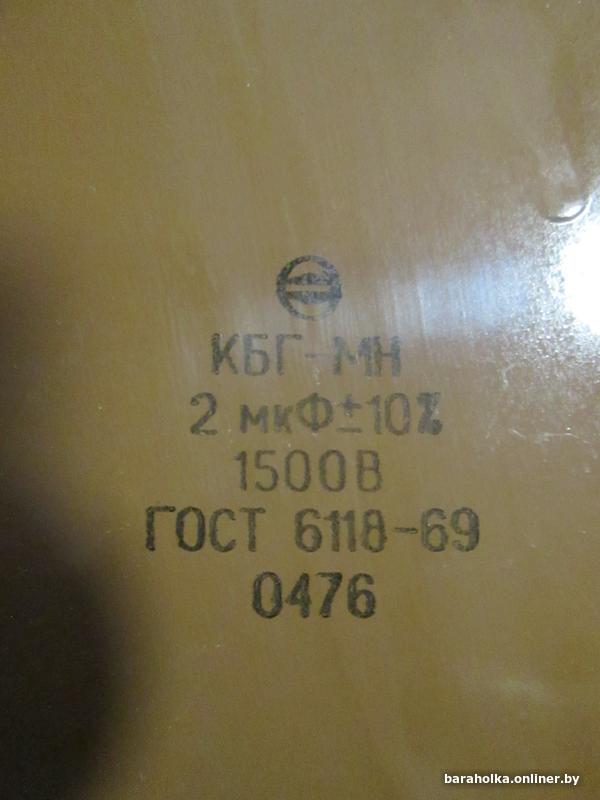 КБГ-МН
2 мкФ±10%
1500В
ГОСТ 6118-69
0476
baraholka.onliner.by